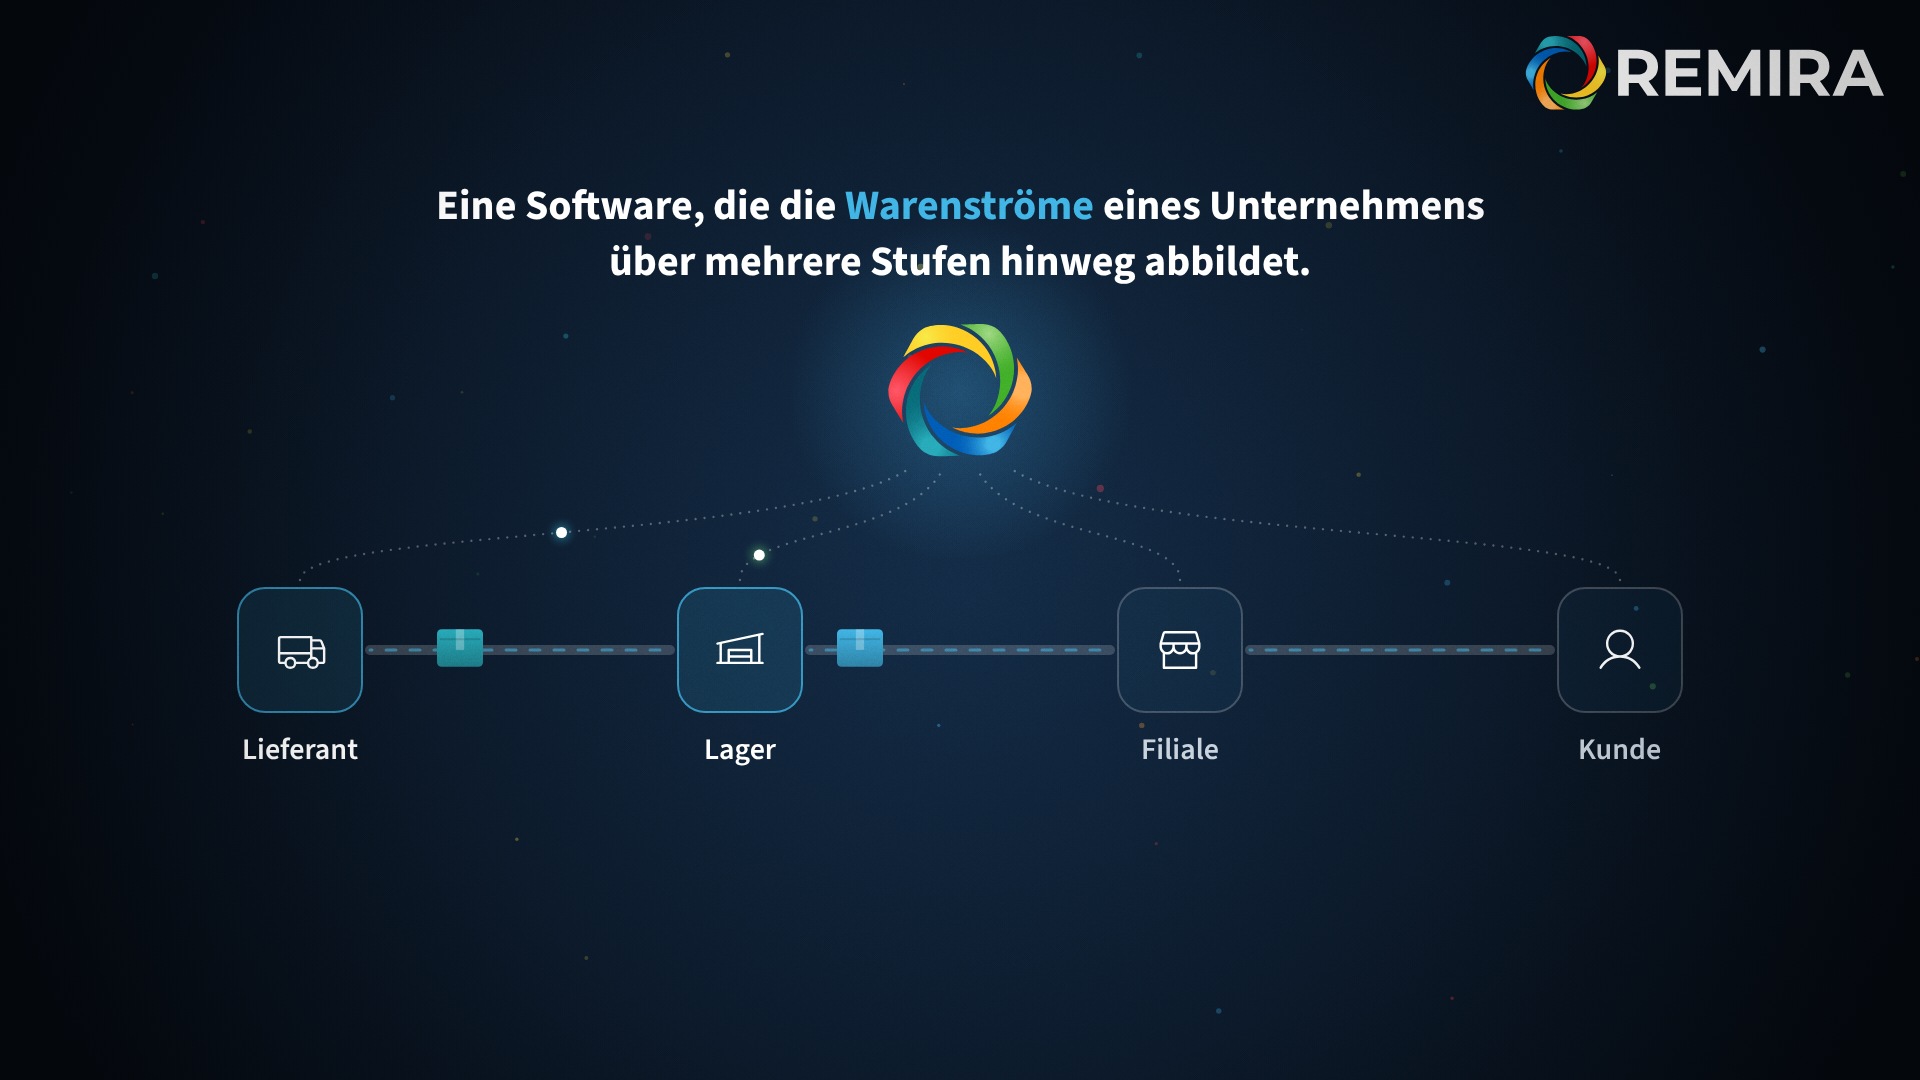 REMIRA
Eine Software, die die Warenströme eines Unternehmens
über mehrere Stufen hinweg abbildet.
Lieferant
Lager
Filiale
Kunde